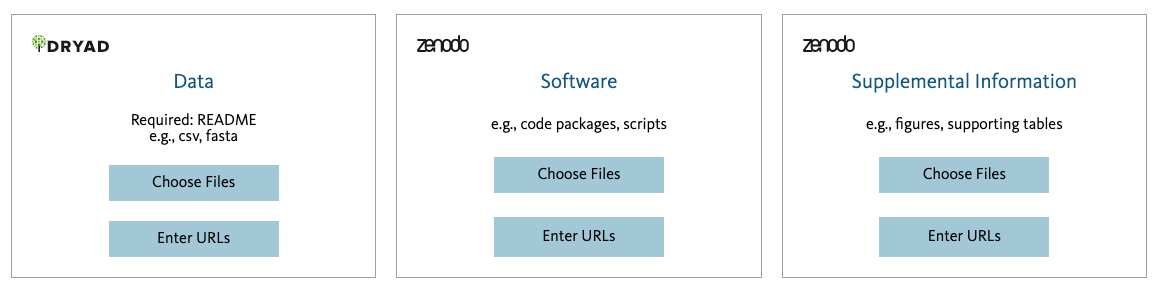 DRYAD
Data
Required: README
e.g., csv, fasta
Choose Files
Enter URLs
zenodo
Software
e.g., code packages, scripts
Choose Files
Enter URLs
zenodo
Supplemental Information
e.g., figures, supporting tables
Choose Files
Enter URLs